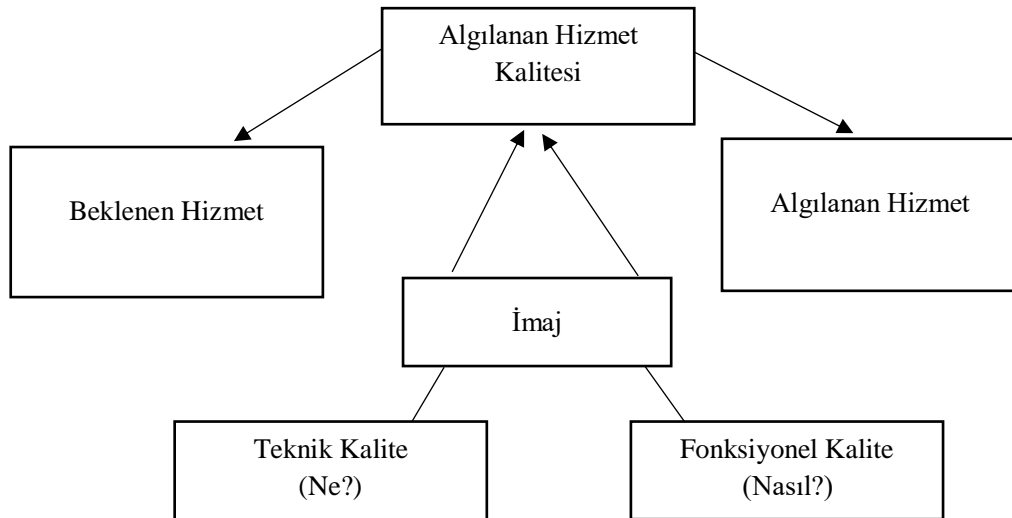 Algılanan Hizmet
Kalitesi
Beklenen Hizmet
Algılanan Hizmet
İmaj
Teknik Kalite
(Ne?)
Fonksiyonel Kalite
(Nasıl?)